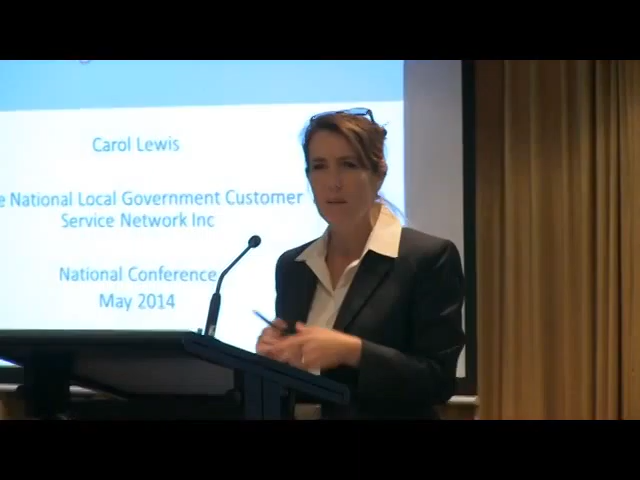 Carol Lewis
National Local Government Customer
Service Network Inc
National Conference
May 2014